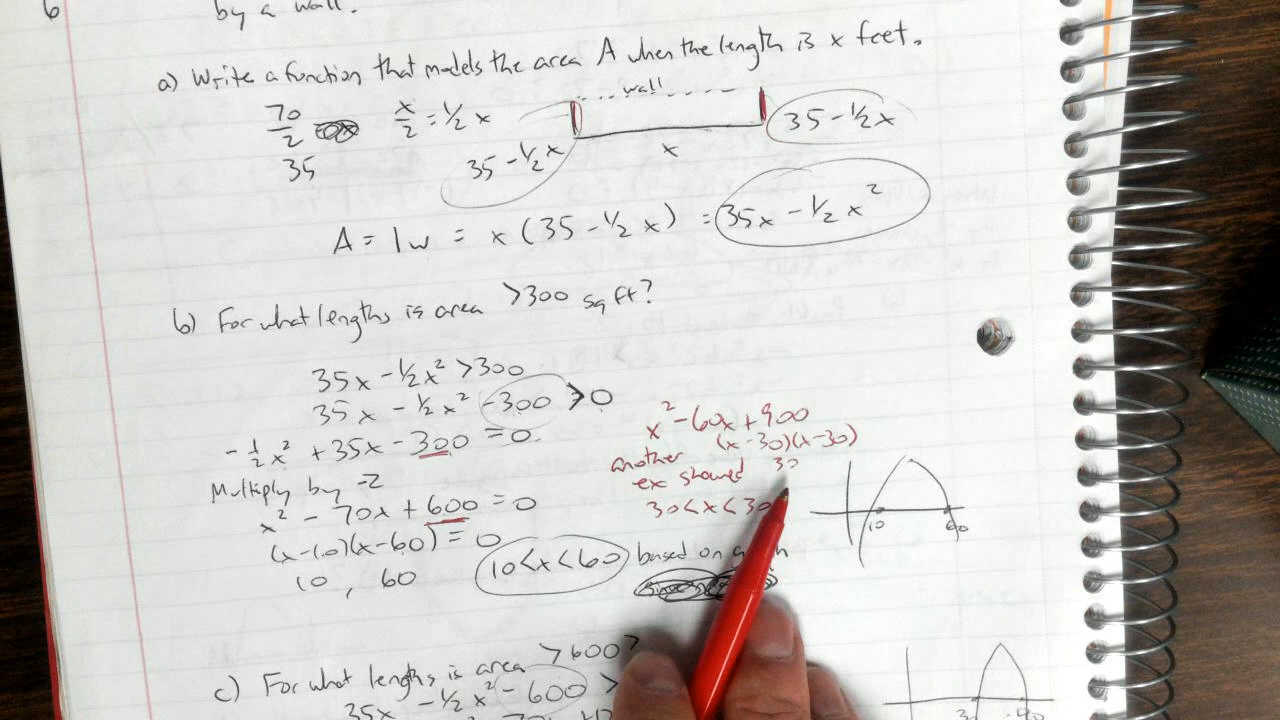 by a wall.
a) Write a function that models the area A when the length is x feet.
70/2 x/2 = 1/2 x
35
wall
35 - 1/2 x
x
35 - 1/2 x
A = lw = x (35 - 1/2 x) = 35x - 1/2 x²
b) For what lengths is area >300 sq ft?
35x - 1/2 x² > 300
35x - 1/2 x² - 300 > 0
- 1/2 x² + 35x - 300 = 0
Multiply by -2
x² - 70x + 600 = 0
(x-10)(x-60) = 0
10, 60
10 < x < 60 based on
x² - 60x + 900
(x - 30)(x - 30)
another 30
ex showed
30 < x < 30
10 60
c) For what lengths is area > 600?
35x - 1/2 x² - 600 >